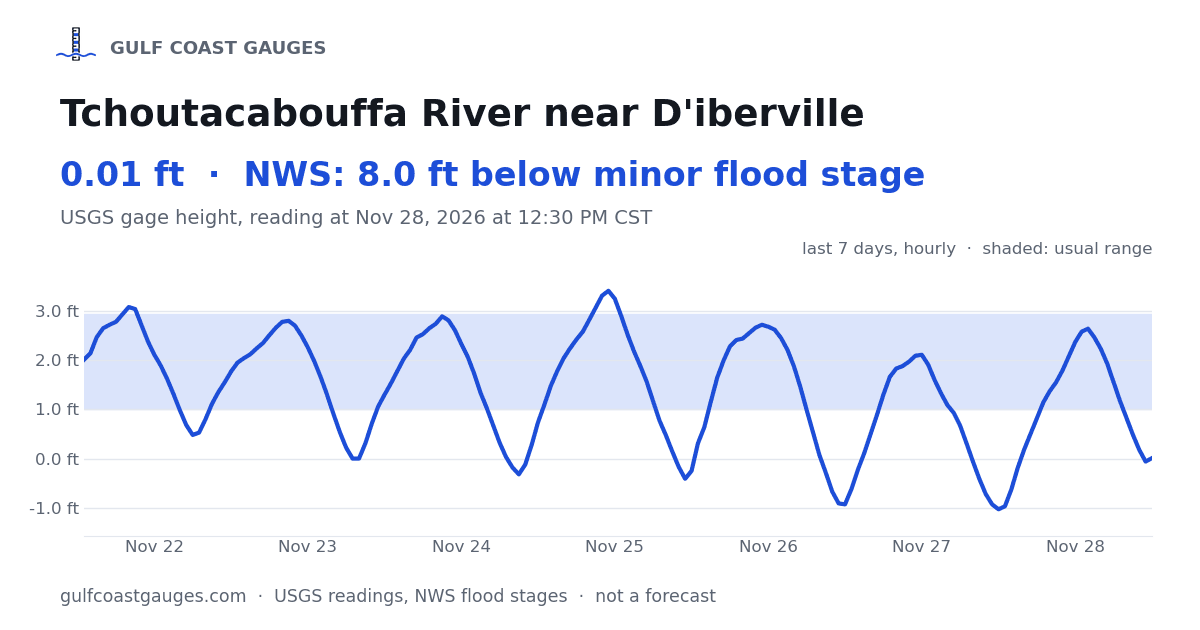 GULF COAST GAUGES
Tchoutacabouffa River near D'iberville
0.01 ft · NWS: 8.0 ft below minor flood stage
USGS gage height, reading at Nov 28, 2026 at 12:30 PM CST
last 7 days, hourly · shaded: usual range
3.0 ft
2.0 ft
1.0 ft
0.0 ft
-1.0 ft
Nov 22 Nov 23 Nov 24 Nov 25 Nov 26 Nov 27 Nov 28
gulfcoastgauges.com · USGS readings, NWS flood stages · not a forecast